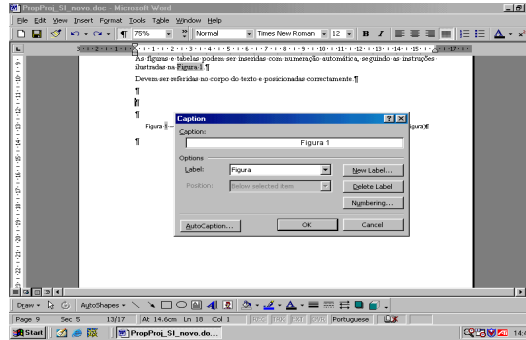 PropProj_SI_novo.doc - Microsoft Word
File Edit View Insert Format Tools Table Window Help
75% Normal Times New Roman 12 B I
As figuras e tabelas podem ser inseridas com numeração automática, seguindo as instruções
ilustradas na Figura 1.¶
Devem ser referidas no corpo do texto e posicionadas correctamente.¶
¶
¶
¶
Figura 1 –
igura)¶
¶
Caption
Caption:
Figura 1
Options
Label: Figura New Label...
Position: Below selected item Delete Label
Numbering...
AutoCaption... OK Cancel
Draw AutoShapes
Page 9 Sec 5 13/17 At 14.6cm Ln 18 Col 1 REC TRK EXT OVR Portuguese
Start PropProj_SI_novo.do...